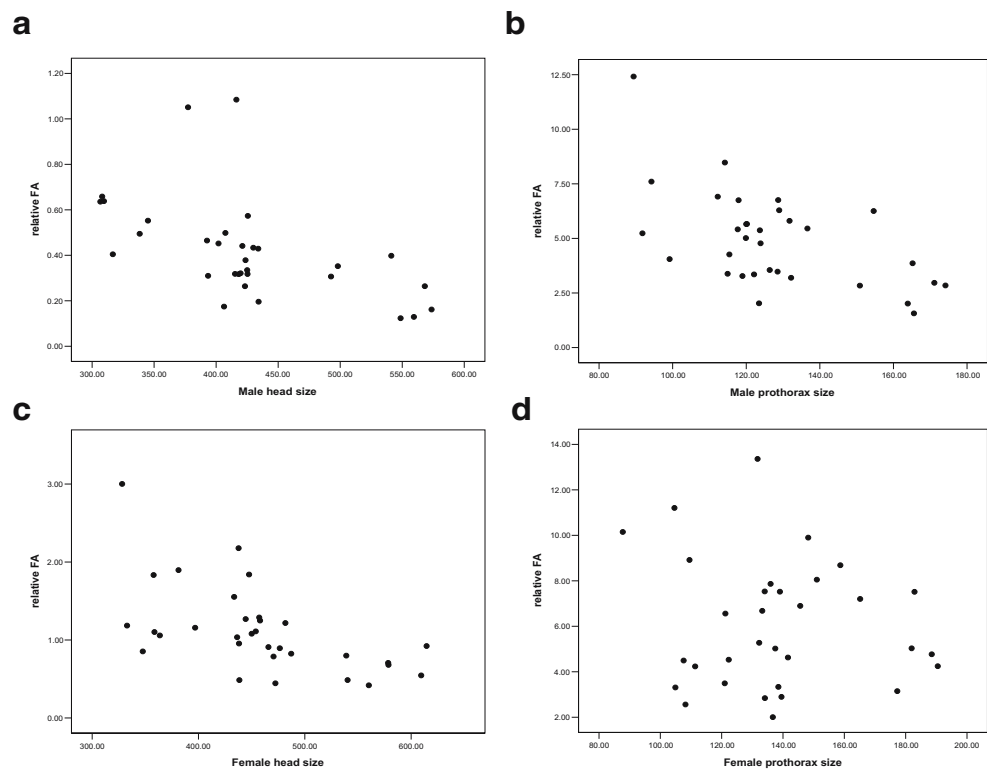 a
relative FA
1.20
1.00
0.80
0.60
0.40
0.20
0.00
300.00 350.00 400.00 450.00 500.00 550.00 600.00
Male head size
b
relative FA
12.50
10.00
7.50
5.00
2.50
0.00
80.00 100.00 120.00 140.00 160.00 180.00
Male prothorax size
c
relative FA
3.00
2.00
1.00
0.00
300.00 400.00 500.00 600.00
Female head size
d
relative FA
14.00
12.00
10.00
8.00
6.00
4.00
2.00
80.00 100.00 120.00 140.00 160.00 180.00 200.00
Female prothorax size